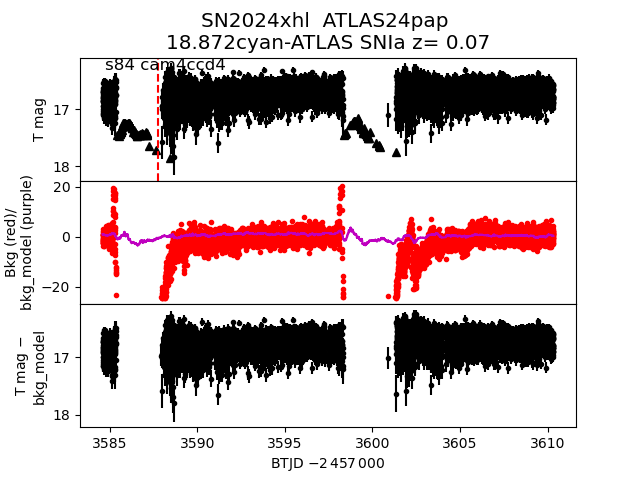 SN2024xhl ATLAS24pap
18.872cyan-ATLAS SNIa z= 0.07
s84 cam4ccd4
T mag
17
18
Bkg (red)/
bkg_model (purple)
20
0
−20
T mag −
bkg_model
17
18
3585 3590 3595 3600 3605 3610
BTJD −2 457 000